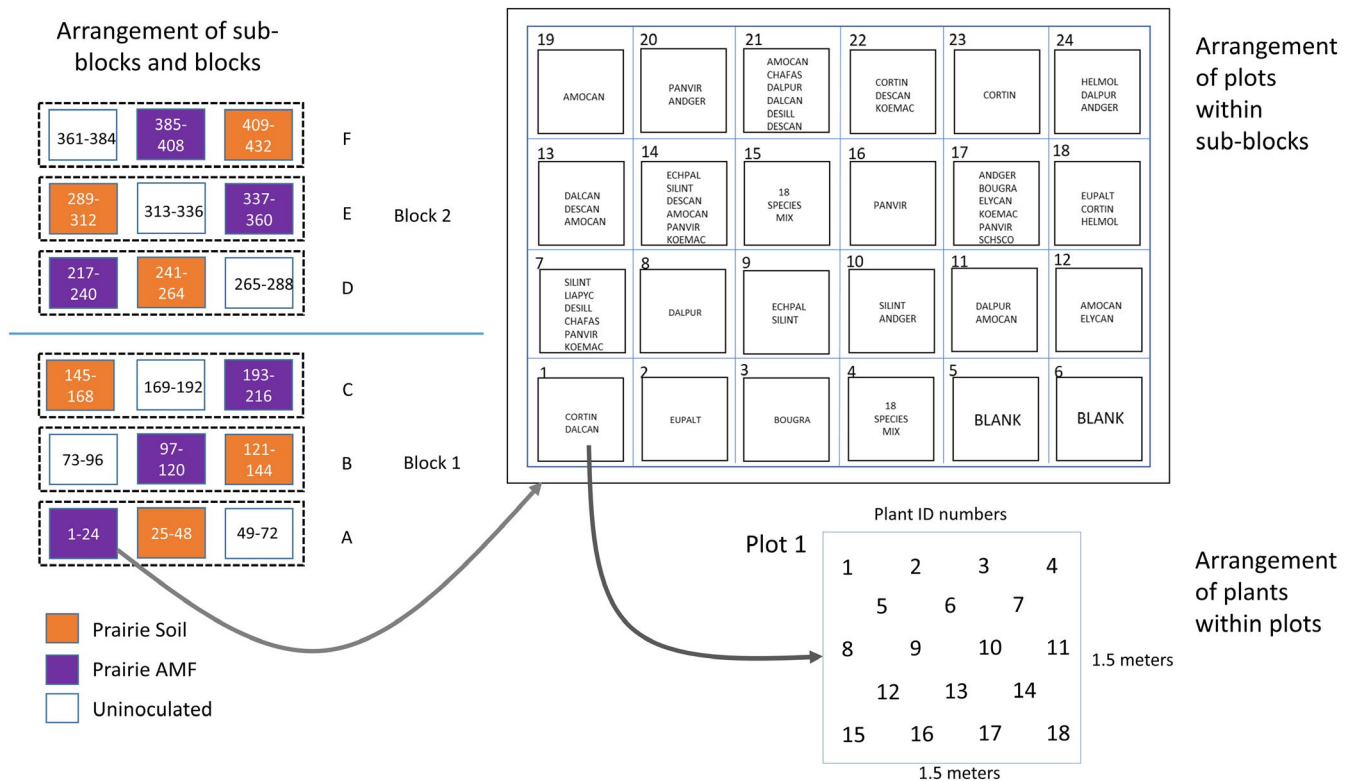 Arrangement of sub-
blocks and blocks
361-384
385-
408
409-
432
F
289-
312
313-336
337-
360
E
Block 2
217-
240
241-
264
265-288
D
145-
168
169-192
193-
216
C
73-96
97-
120
121-
144
B
Block 1
1-24
25-48
49-72
A
Prairie Soil
Prairie AMF
Uninoculated
19
AMOCAN
20
PANVIR
ANDGER
21
AMOCAN
CHAFAS
DALPUR
DALCAN
DESILL
DESCAN
22
CORTIN
DESCAN
KOEMAC
23
CORTIN
24
HELMOL
DALPUR
ANDGER
13
DALCAN
DESCAN
AMOCAN
14
ECHPAL
SILINT
DESCAN
AMOCAN
PANVIR
KOEMAC
15
18
SPECIES
MIX
16
PANVIR
17
ANDGER
BOUGRA
ELYCAN
KOEMAC
PANVIR
SCHSCO
18
EUPALT
CORTIN
HELMOL
7
SILINT
LIAPYC
DESILL
CHAFAS
PANVIR
KOEMAC
8
DALPUR
9
ECHPAL
SILINT
10
SILINT
ANDGER
11
DALPUR
AMOCAN
12
AMOCAN
ELYCAN
1
CORTIN
DALCAN
2
EUPALT
3
BOUGRA
4
18
SPECIES
MIX
5
BLANK
6
BLANK
Arrangement
of plots
within
sub-blocks
Plant ID numbers
Plot 1
1 2 3 4
5 6 7
8 9 10 11
12 13 14
15 16 17 18
1.5 meters
1.5 meters
Arrangement
of plants
within plots